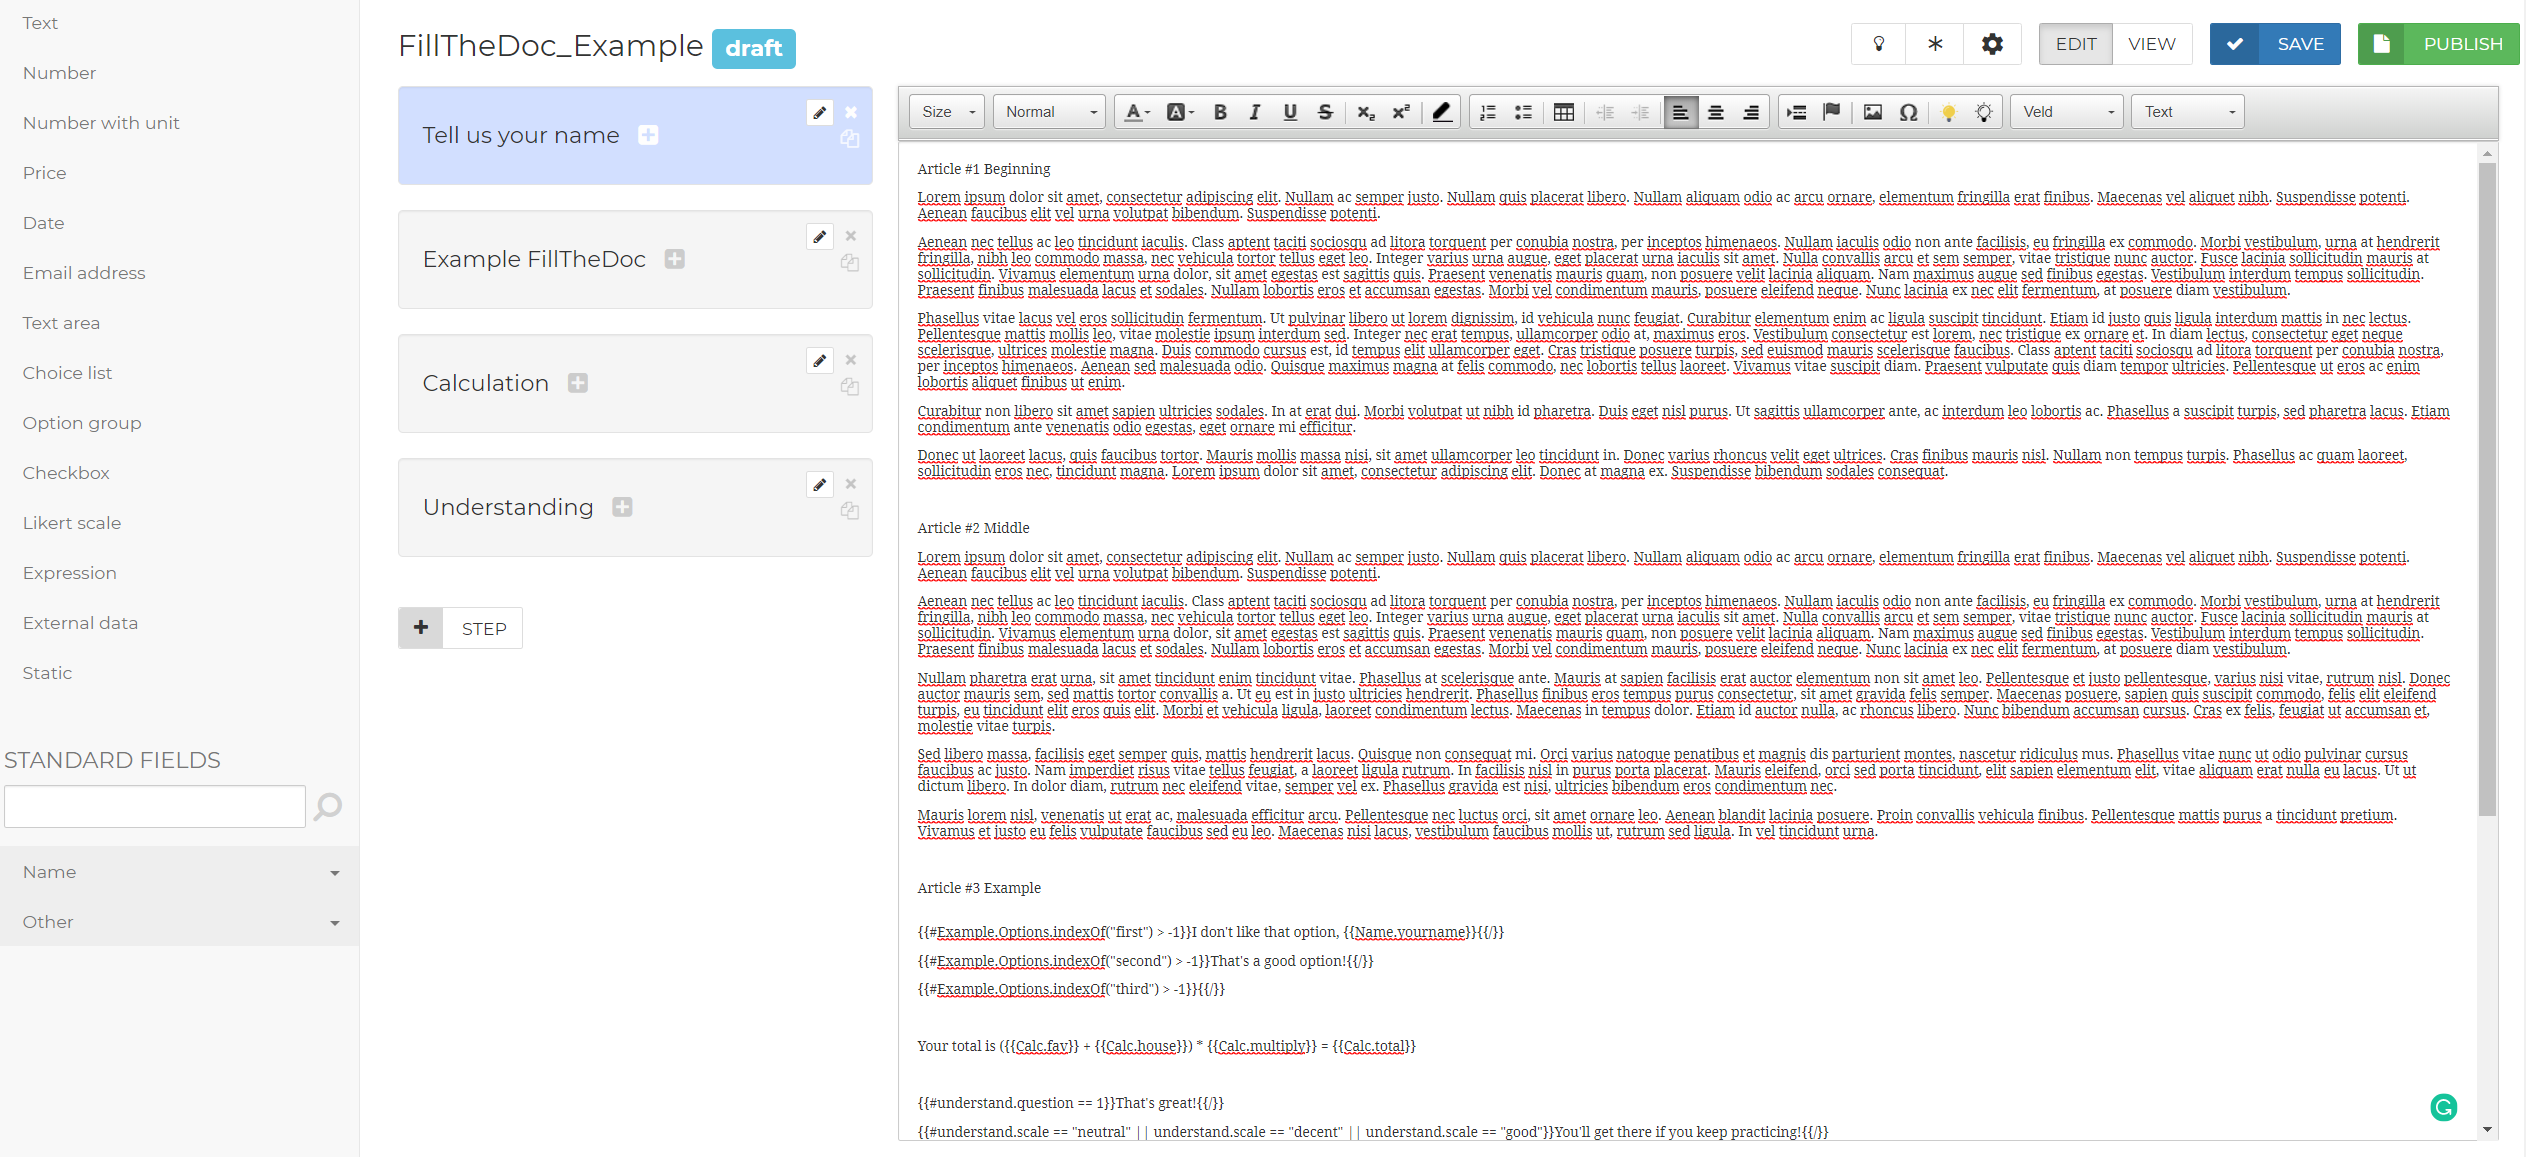 Text
Number
Number with unit
Price
Date
Email address
Text area
Choice list
Option group
Checkbox
Likert scale
Expression
External data
Static
STANDARD FIELDS
Name
Other
FillTheDoc_Example draft
EDIT VIEW SAVE PUBLISH
Tell us your name
Example FillTheDoc
Calculation
Understanding
STEP
Size Normal A A B I U S x₂ x² Ω Veld Text
Article #1 Beginning
Lorem ipsum dolor sit amet, consectetur adipiscing elit. Nullam ac semper justo. Nullam quis placerat libero. Nullam aliquam odio ac arcu ornare, elementum fringilla erat finibus. Maecenas vel aliquet nibh. Suspendisse potenti.
Aenean faucibus elit vel urna volutpat bibendum. Suspendisse potenti.
Aenean nec tellus ac leo tincidunt iaculis. Class aptent taciti sociosqu ad litora torquent per conubia nostra, per inceptos himenaeos. Nullam iaculis odio non ante facilisis, eu fringilla ex commodo. Morbi vestibulum, urna at hendrerit
fringilla, nibh leo commodo massa, nec vehicula tortor tellus eget leo. Integer varius urna augue, eget placerat urna iaculis sit amet. Nulla convallis arcu et sem semper, vitae tristique nunc auctor. Fusce lacinia sollicitudin mauris at
sollicitudin. Vivamus elementum urna dolor, sit amet egestas est sagittis quis. Praesent venenatis mauris quam, non posuere velit lacinia aliquam. Nam maximus augue sed finibus egestas. Vestibulum interdum tempus sollicitudin.
Praesent finibus malesuada lacus et sodales. Nullam lobortis eros et accumsan egestas. Morbi vel condimentum mauris, posuere eleifend neque. Nunc lacinia ex nec elit fermentum, at posuere diam vestibulum.
Phasellus vitae lacus vel eros sollicitudin fermentum. Ut pulvinar libero ut lorem dignissim, id vehicula nunc feugiat. Curabitur elementum enim ac ligula suscipit tincidunt. Etiam id justo quis ligula interdum mattis in nec lectus.
Pellentesque mattis mollis leo, vitae molestie ipsum interdum sed. Integer nec erat tempus, ullamcorper odio at, maximus eros. Vestibulum consectetur est lorem, nec tristique ex ornare et. In diam lectus, consectetur eget neque
scelerisque, ultrices molestie magna. Duis commodo cursus est, id tempus elit ullamcorper eget. Cras tristique posuere turpis, sed euismod mauris scelerisque faucibus. Class aptent taciti sociosqu ad litora torquent per conubia nostra,
per inceptos himenaeos. Aenean sed malesuada odio. Quisque maximus magna at felis commodo, nec lobortis tellus laoreet. Vivamus vitae suscipit diam. Praesent vulputate quis diam tempor ultricies. Pellentesque ut eros ac enim
lobortis aliquet finibus ut enim.
Curabitur non libero sit amet sapien ultricies sodales. In at erat dui. Morbi volutpat ut nibh id pharetra. Duis eget nisl purus. Ut sagittis ullamcorper ante, ac interdum leo lobortis ac. Phasellus a suscipit turpis, sed pharetra lacus. Etiam
condimentum ante venenatis odio egestas, eget ornare mi efficitur.
Donec ut laoreet lacus, quis faucibus tortor. Mauris mollis massa nisi, sit amet ullamcorper leo tincidunt in. Donec varius rhoncus velit eget ultrices. Cras finibus mauris nisl. Nullam non tempus turpis. Phasellus ac quam laoreet,
sollicitudin eros nec, tincidunt magna. Lorem ipsum dolor sit amet, consectetur adipiscing elit. Donec at magna ex. Suspendisse bibendum sodales consequat.
Article #2 Middle
Lorem ipsum dolor sit amet, consectetur adipiscing elit. Nullam ac semper justo. Nullam quis placerat libero. Nullam aliquam odio ac arcu ornare, elementum fringilla erat finibus. Maecenas vel aliquet nibh. Suspendisse potenti.
Aenean faucibus elit vel urna volutpat bibendum. Suspendisse potenti.
Aenean nec tellus ac leo tincidunt iaculis. Class aptent taciti sociosqu ad litora torquent per conubia nostra, per inceptos himenaeos. Nullam iaculis odio non ante facilisis, eu fringilla ex commodo. Morbi vestibulum, urna at hendrerit
fringilla, nibh leo commodo massa, nec vehicula tortor tellus eget leo. Integer varius urna augue, eget placerat urna iaculis sit amet. Nulla convallis arcu et sem semper, vitae tristique nunc auctor. Fusce lacinia sollicitudin mauris at
sollicitudin. Vivamus elementum urna dolor, sit amet egestas est sagittis quis. Praesent venenatis mauris quam, non posuere velit lacinia aliquam. Nam maximus augue sed finibus egestas. Vestibulum interdum tempus sollicitudin.
Praesent finibus malesuada lacus et sodales. Nullam lobortis eros et accumsan egestas. Morbi vel condimentum mauris, posuere eleifend neque. Nunc lacinia ex nec elit fermentum, at posuere diam vestibulum.
Nullam pharetra erat urna, sit amet tincidunt enim tincidunt vitae. Phasellus at scelerisque ante. Mauris at sapien facilisis erat auctor elementum non sit amet leo. Pellentesque et justo pellentesque, varius nisi vitae, rutrum nisl. Donec
auctor mauris sem, sed mattis tortor convallis a. Ut eu est in justo ultricies hendrerit. Phasellus finibus eros tempus purus consectetur, sit amet gravida felis semper. Maecenas posuere, sapien quis suscipit commodo, felis elit eleifend
turpis, eu tincidunt elit eros quis elit. Morbi et vehicula ligula, laoreet condimentum lectus. Maecenas in tempus dolor. Etiam id auctor nulla, ac rhoncus libero. Nunc bibendum accumsan cursus. Cras ex felis, feugiat ut accumsan et,
molestie vitae turpis.
Sed libero massa, facilisis eget semper quis, mattis hendrerit lacus. Quisque non consequat mi. Orci varius natoque penatibus et magnis dis parturient montes, nascetur ridiculus mus. Phasellus vitae nunc ut odio pulvinar cursus
faucibus ac justo. Nam imperdiet risus vitae tellus feugiat, a laoreet ligula rutrum. In facilisis nisl in purus porta placerat. Mauris eleifend, orci sed porta tincidunt, elit sapien elementum elit, vitae aliquam erat nulla eu lacus. Ut ut
dictum libero. In dolor diam, rutrum nec eleifend vitae, semper vel ex. Phasellus gravida est nisi, ultricies bibendum eros condimentum nec.
Mauris lorem nisl, venenatis ut erat ac, malesuada efficitur arcu. Pellentesque nec luctus orci, sit amet ornare leo. Aenean blandit lacinia posuere. Proin convallis vehicula finibus. Pellentesque mattis purus a tincidunt pretium.
Vivamus et justo eu felis vulputate faucibus sed eu leo. Maecenas nisi lacus, vestibulum faucibus mollis ut, rutrum sed ligula. In vel tincidunt urna.
Article #3 Example
{{#Example.Options.indexOf("first") > -1}}I don't like that option, {{Name.yourname}}{{/}}
{{#Example.Options.indexOf("second") > -1}}That's a good option!{{/}}
{{#Example.Options.indexOf("third") > -1}}{{/}}
Your total is ({{Calc.fav}} + {{Calc.house}}) * {{Calc.multiply}} = {{Calc.total}}
{{#understand.question == 1}}That's great!{{/}}
{{#understand.scale == "neutral" || understand.scale == "decent" || understand.scale == "good"}}You'll get there if you keep practicing!{{/}}